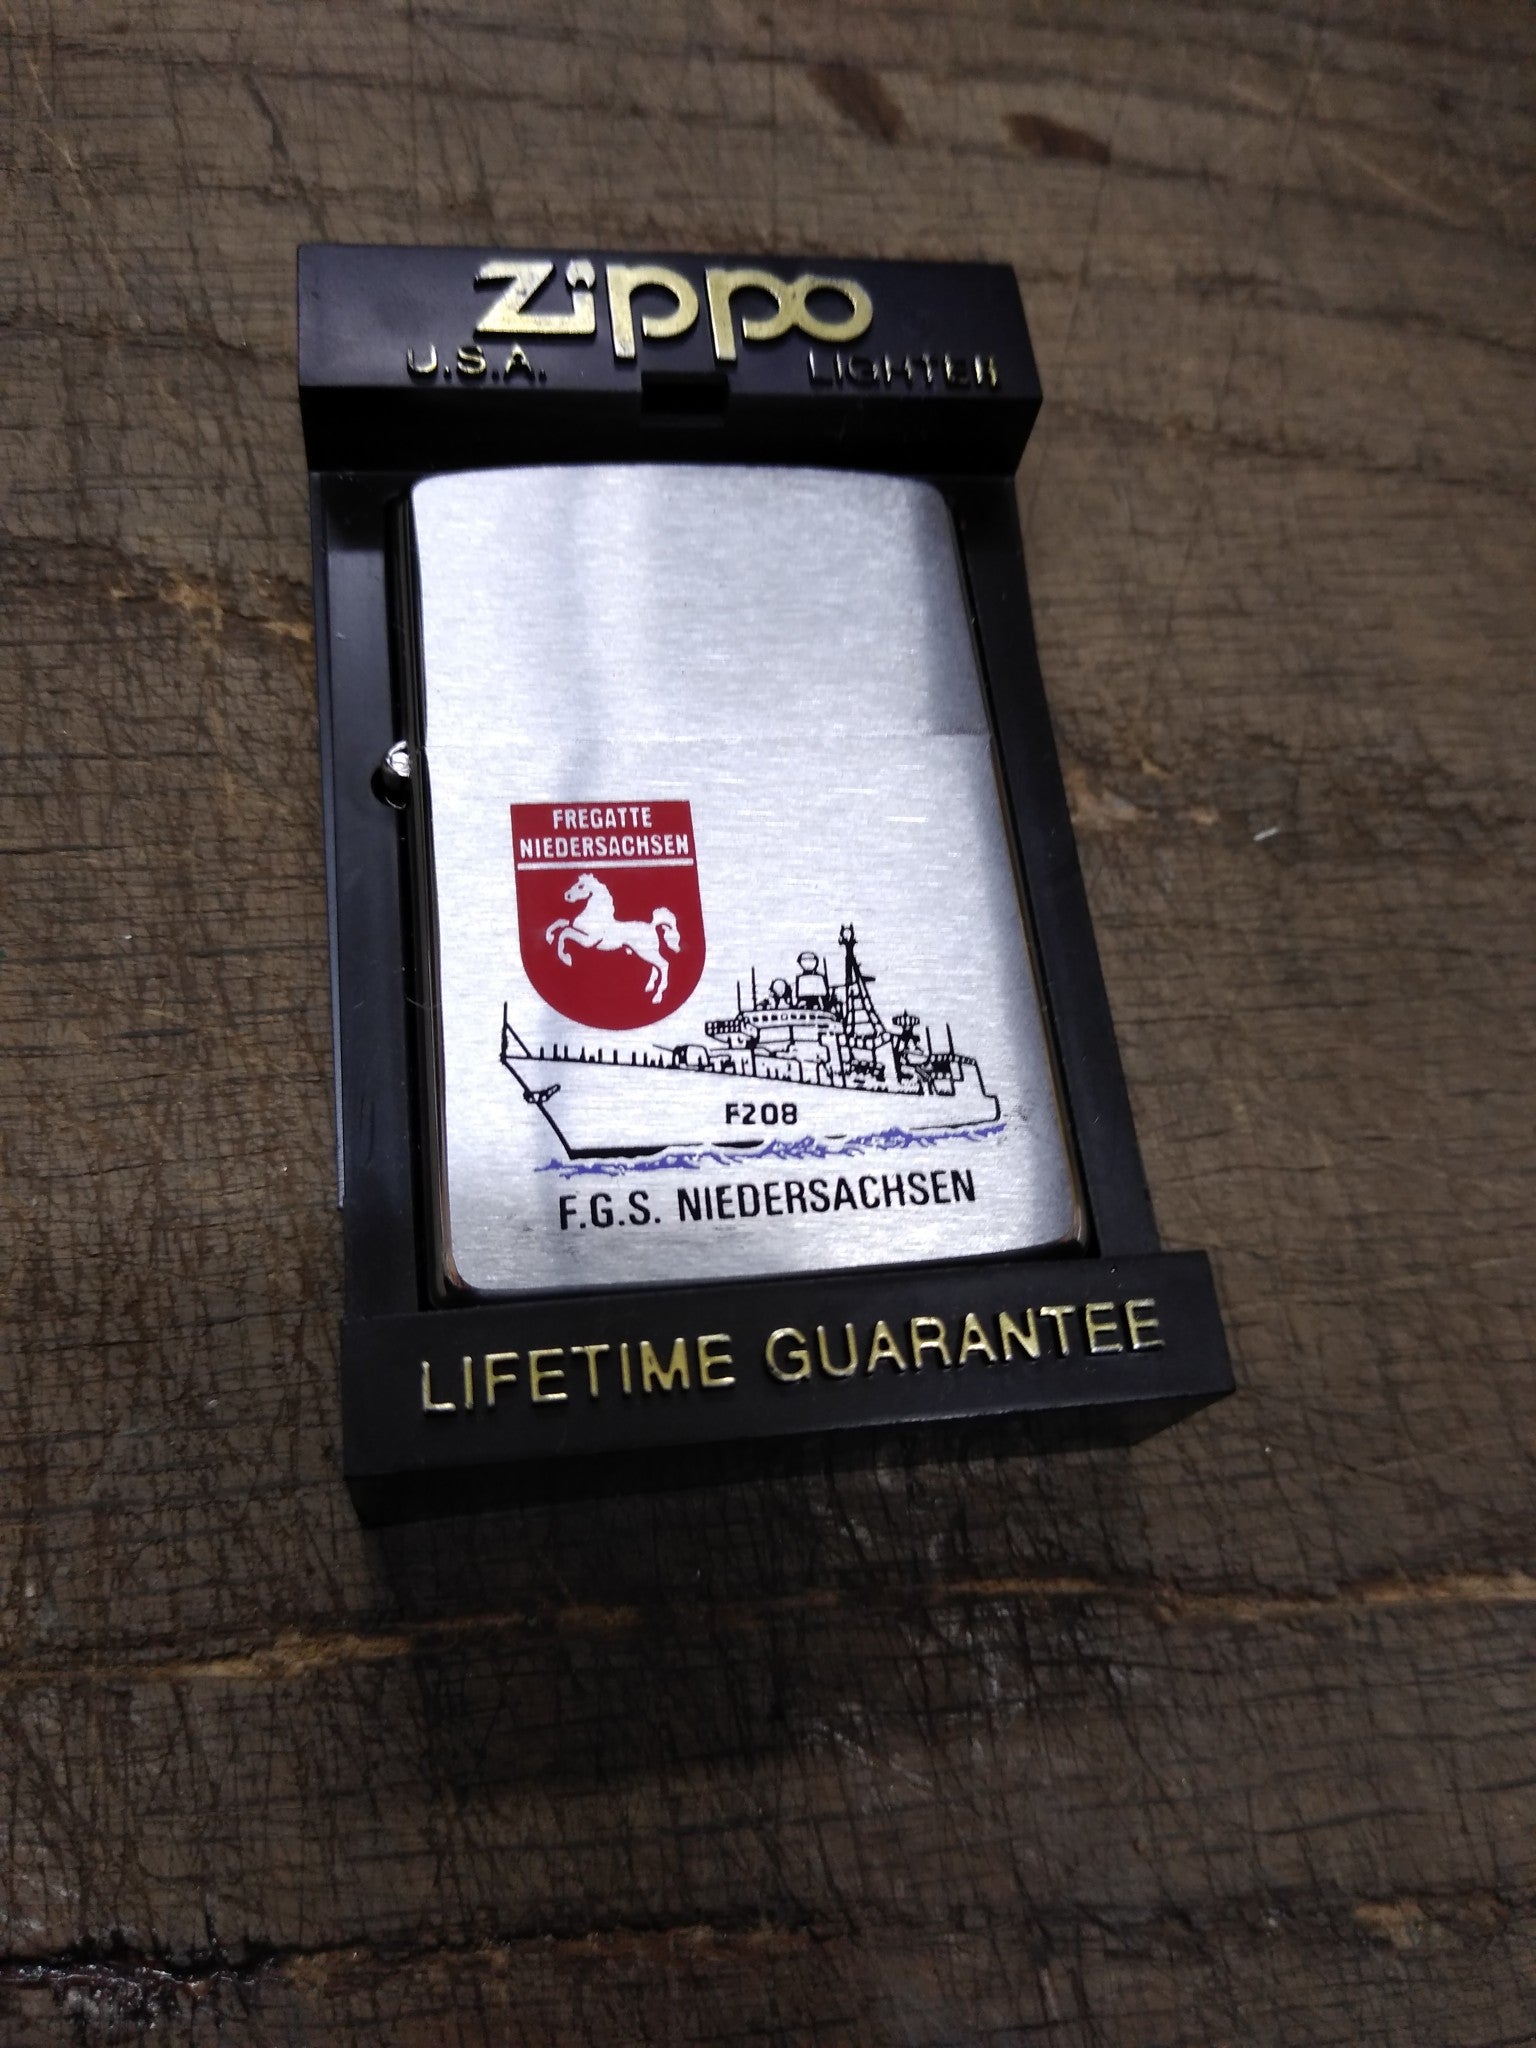 zippo
U.S.A. LIGHTER
FREGATTE
NIEDERSACHSEN
F208
F.G.S. NIEDERSACHSEN
LIFETIME GUARANTEE